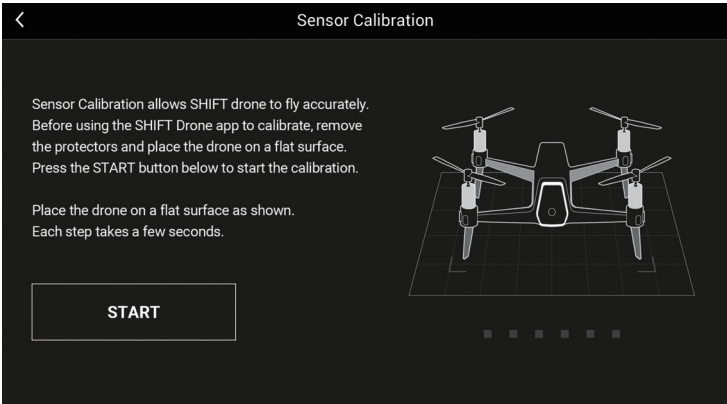 Sensor Calibration
Sensor Calibration allows SHIFT drone to fly accurately.
Before using the SHIFT Drone app to calibrate, remove
the protectors and place the drone on a flat surface.
Press the START button below to start the calibration.
Place the drone on a flat surface as shown.
Each step takes a few seconds.
START